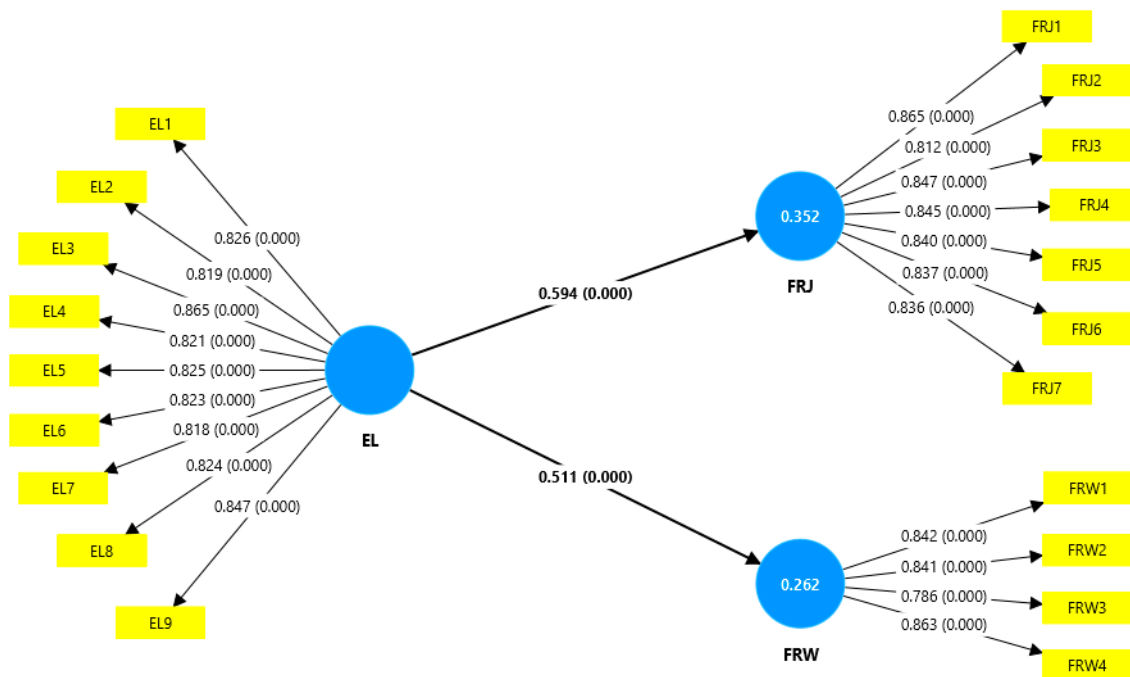 EL1
EL2
EL3
EL4
EL5
EL6
EL7
EL8
EL9
0.826 (0.000)
0.819 (0.000)
0.865 (0.000)
0.821 (0.000)
0.825 (0.000)
0.823 (0.000)
0.818 (0.000)
0.824 (0.000)
0.847 (0.000)
EL
0.594 (0.000)
0.511 (0.000)
0.352
FRJ
0.865 (0.000)
0.812 (0.000)
0.847 (0.000)
0.845 (0.000)
0.840 (0.000)
0.837 (0.000)
0.836 (0.000)
FRJ1
FRJ2
FRJ3
FRJ4
FRJ5
FRJ6
FRJ7
0.262
FRW
0.842 (0.000)
0.841 (0.000)
0.786 (0.000)
0.863 (0.000)
FRW1
FRW2
FRW3
FRW4